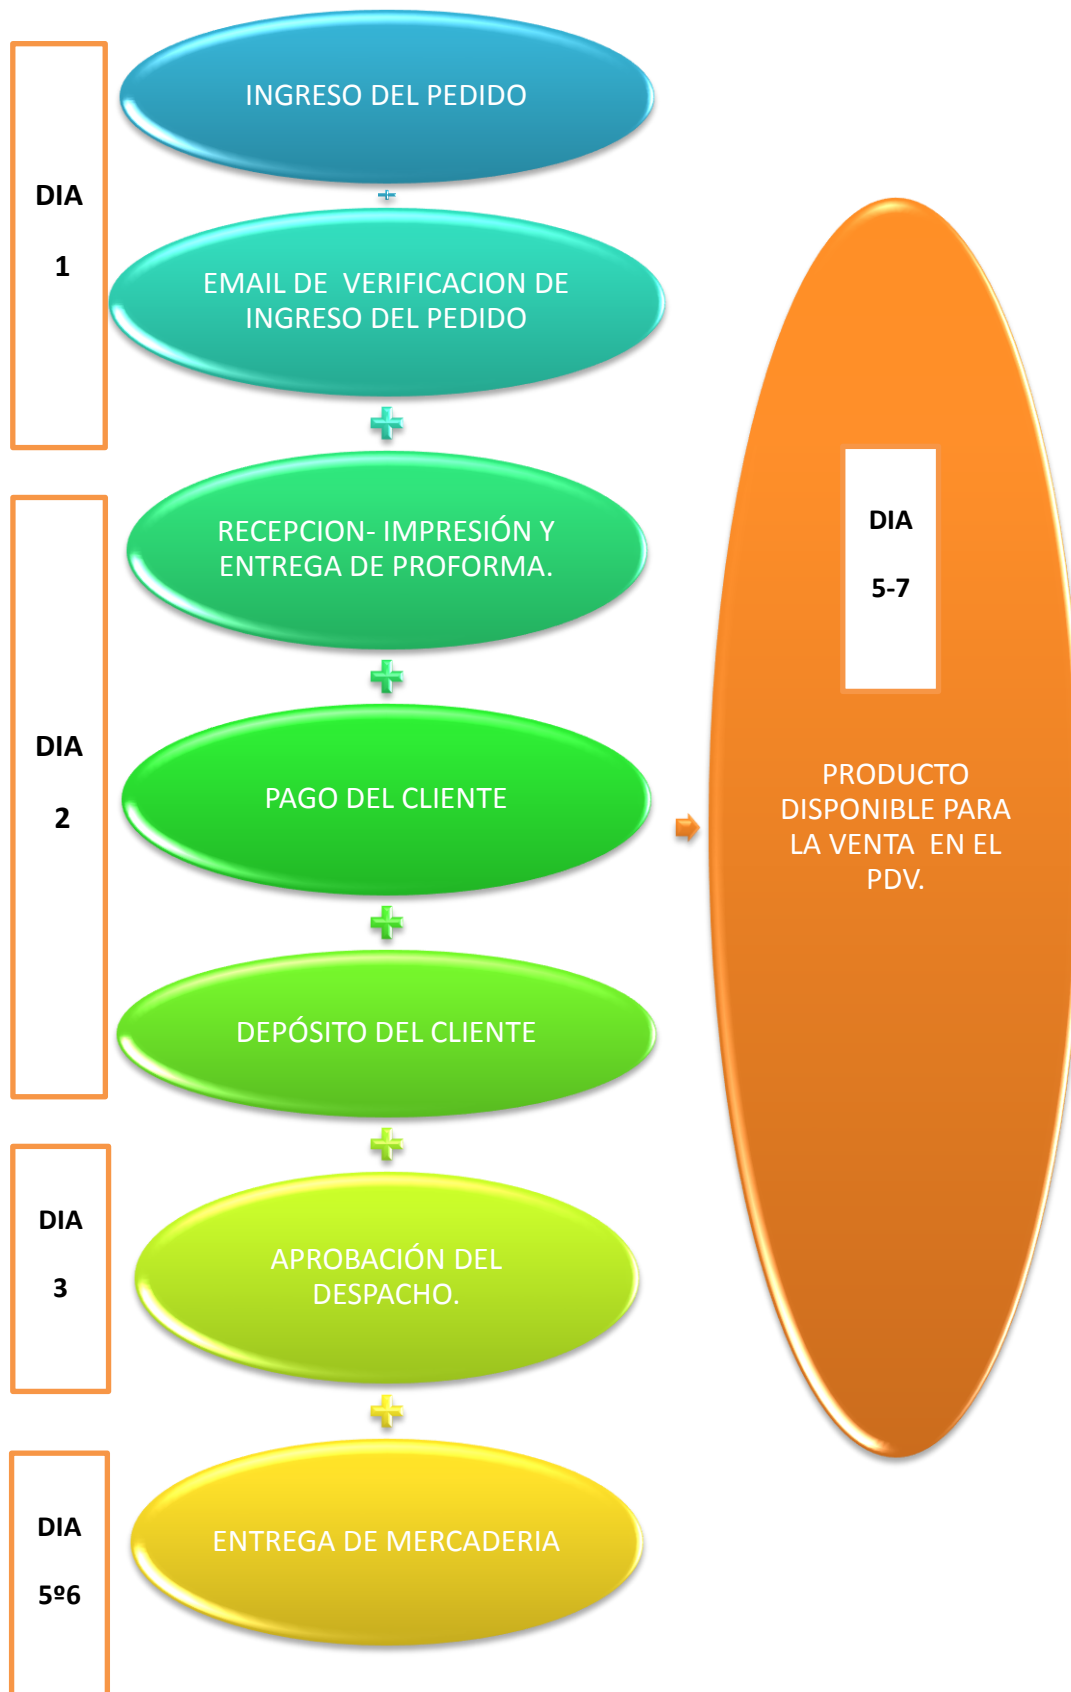 DIA
1
INGRESO DEL PEDIDO
EMAIL DE  VERIFICACION DE
INGRESO DEL PEDIDO
DIA
2
RECEPCION- IMPRESIÓN Y
ENTREGA DE PROFORMA.
PAGO DEL CLIENTE
DEPÓSITO DEL CLIENTE
DIA
3
APROBACIÓN DEL
DESPACHO.
DIA
5º6
ENTREGA DE MERCADERIA
DIA
5-7
PRODUCTO
DISPONIBLE PARA
LA VENTA  EN EL
PDV.